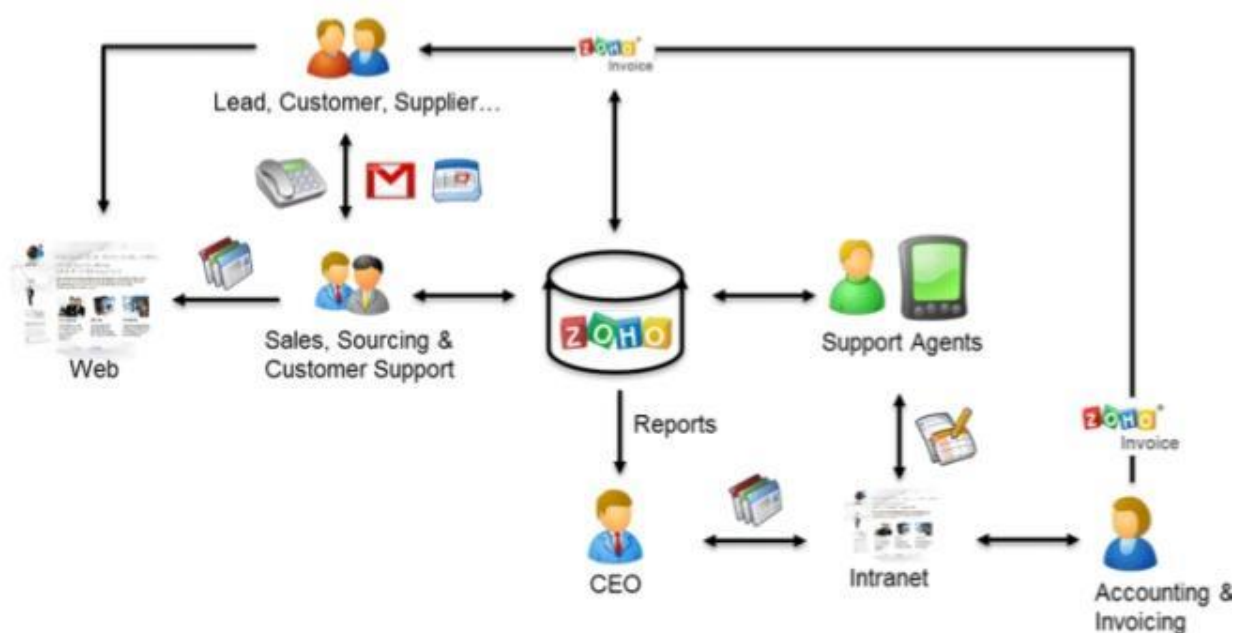 ZOHO
Invoice
Lead, Customer, Supplier…
Web
Sales, Sourcing &
Customer Support
ZOHO
Support Agents
Reports
ZOHO
Invoice
CEO
Intranet
Accounting &
Invoicing